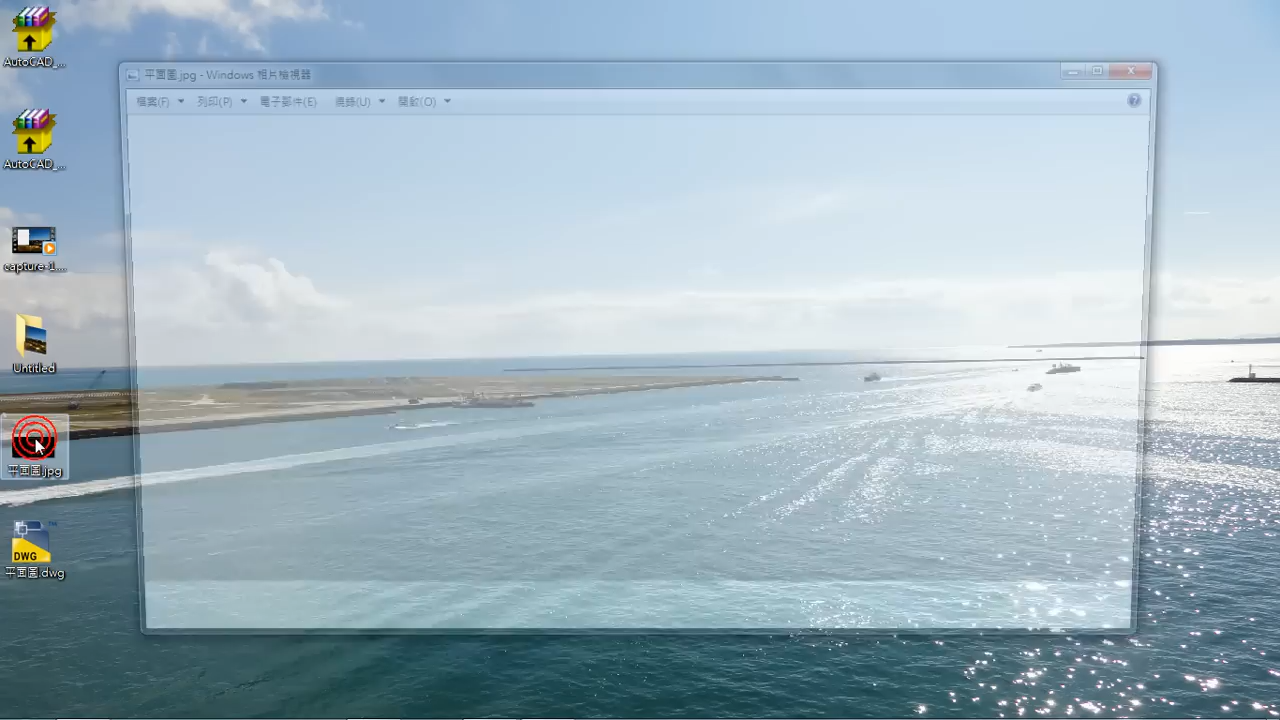 AutoCAD_...
AutoCAD_...
capture-1....
Untitled
平面圖.jpg
DWG
平面圖.dwg
平面圖.jpg - Windows 相片檢視器
檔案(F) 列印(P) 電子郵件(E) 燒錄(U) 開啟(O)